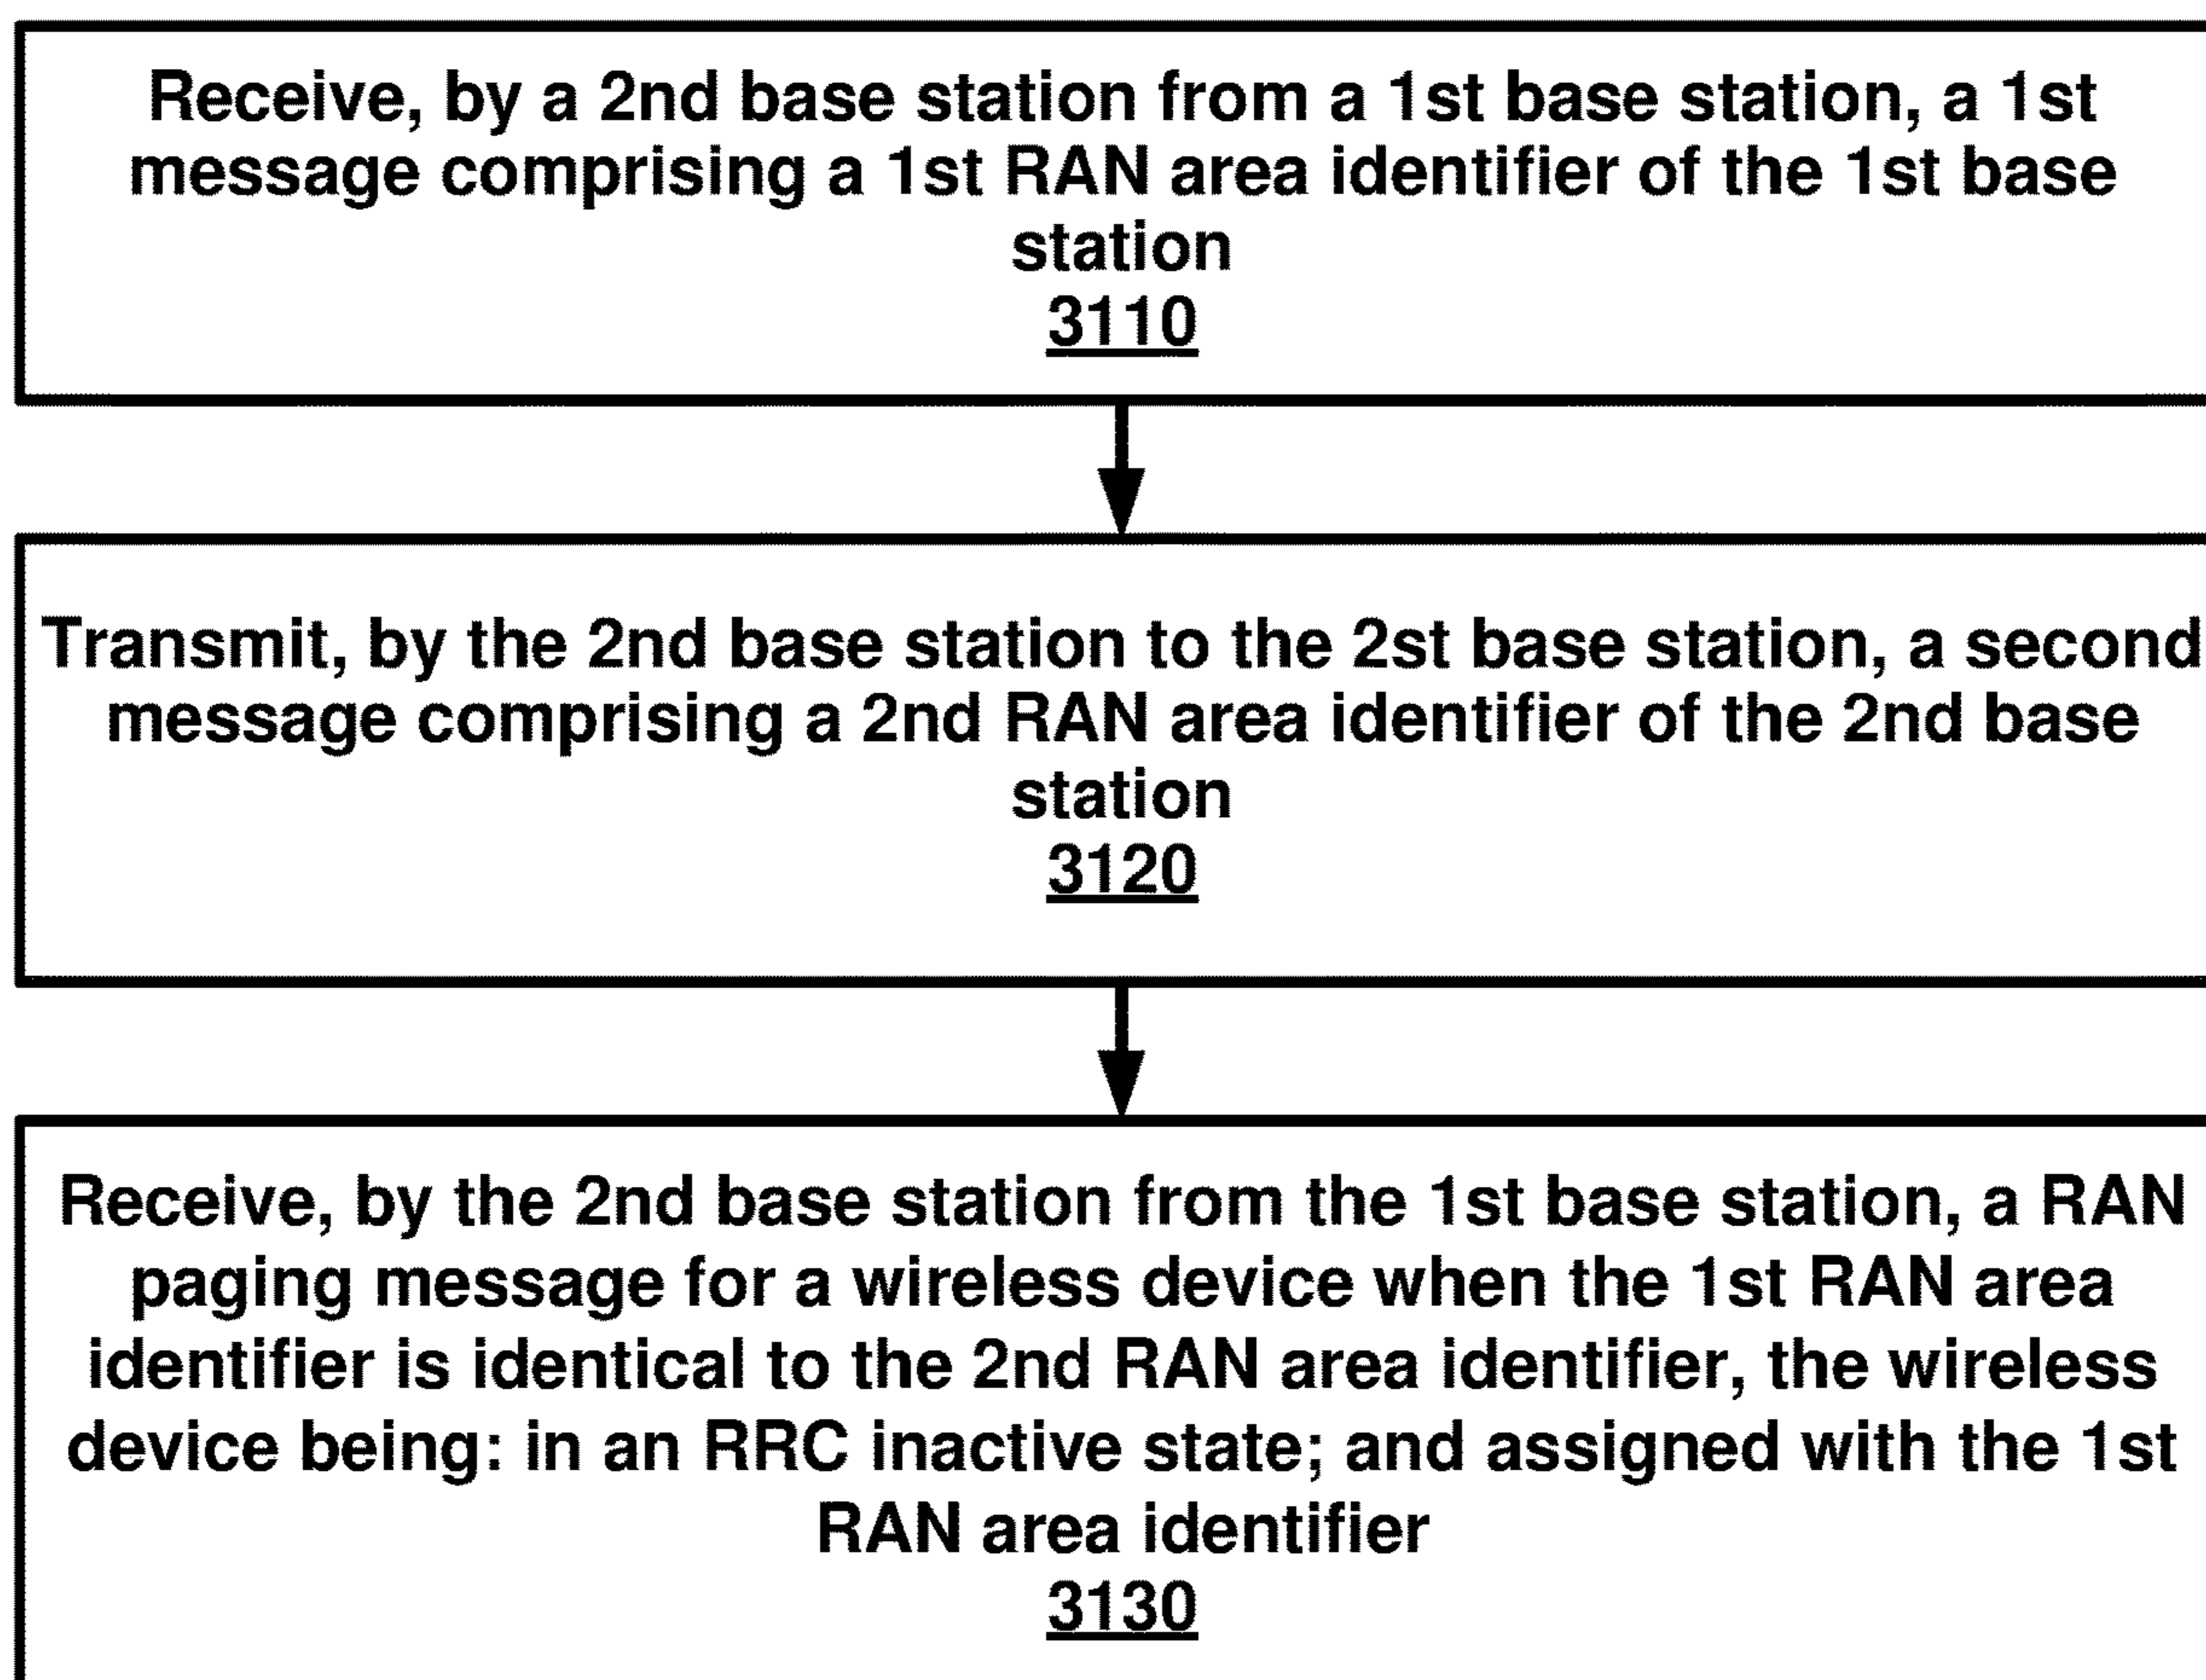 Receive, by a 2nd base station from a 1st base station, a 1st
message comprising a 1st RAN area identifier of the 1st base
station
3110
Transmit, by the 2nd base station to the 2st base station, a second
message comprising a 2nd RAN area identifier of the 2nd base
station
3120
Receive, by the 2nd base station from the 1st base station, a RAN
paging message for a wireless device when the 1st RAN area
identifier is identical to the 2nd RAN area identifier, the wireless
device being: in an RRC inactive state; and assigned with the 1st
RAN area identifier
3130